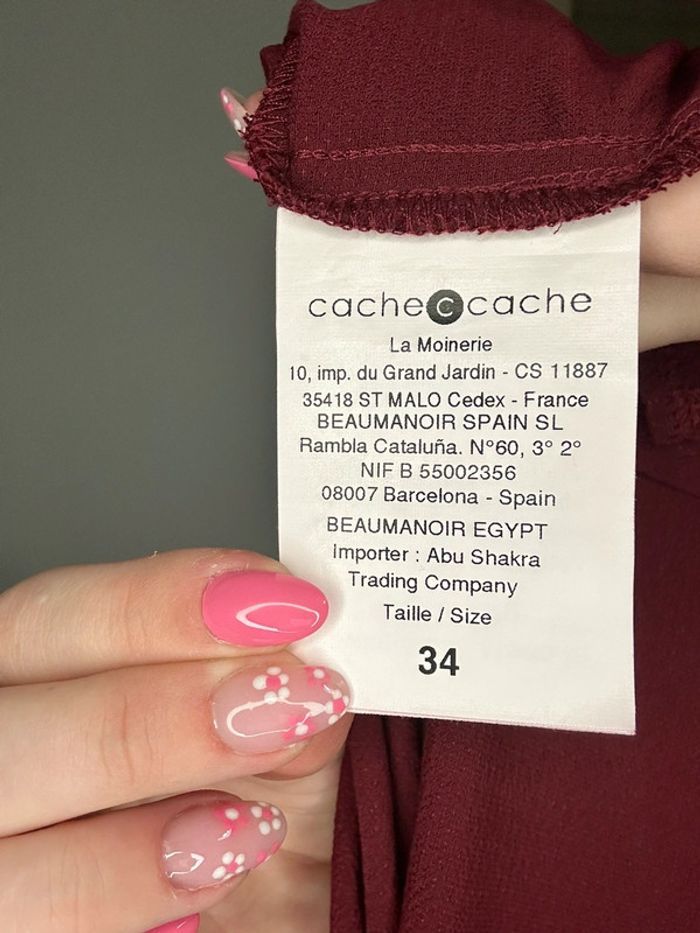 cache c cache
La Moinerie
10, imp. du Grand Jardin - CS 11887
35418 ST MALO Cedex - France
BEAUMANOIR SPAIN SL
Rambla Cataluña. N°60, 3° 2°
NIF B 55002356
08007 Barcelona - Spain
BEAUMANOIR EGYPT
Importer : Abu Shakra
Trading Company
Taille / Size
34